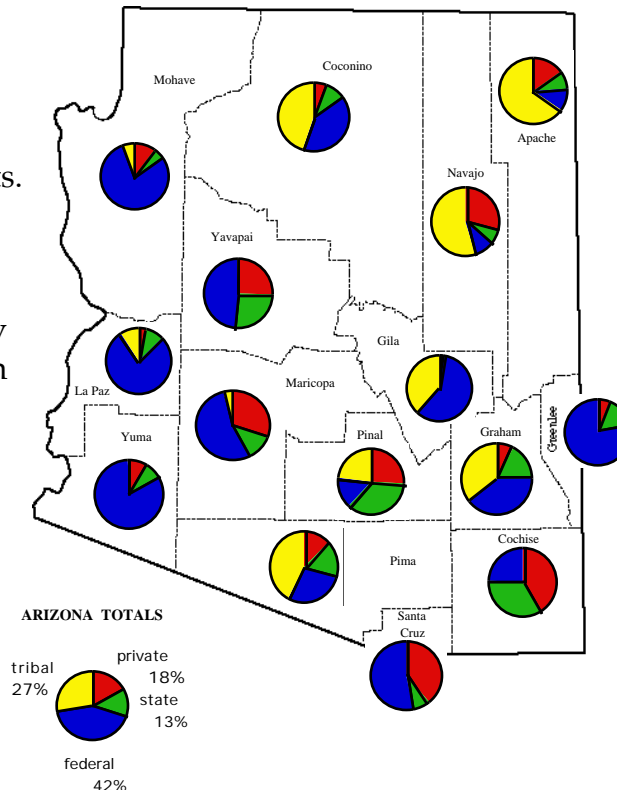 Coconino
Mohave
Apache
ts.
Navajo
Yavapai
y
Gila
n
Maricopa
La Paz
Greenlee
Yuma
Pinal
Graham
Cochise
Pima
Santa
Cruz
ARIZONA TOTALS
tribal
27%
private
18%
state
13%
federal
42%